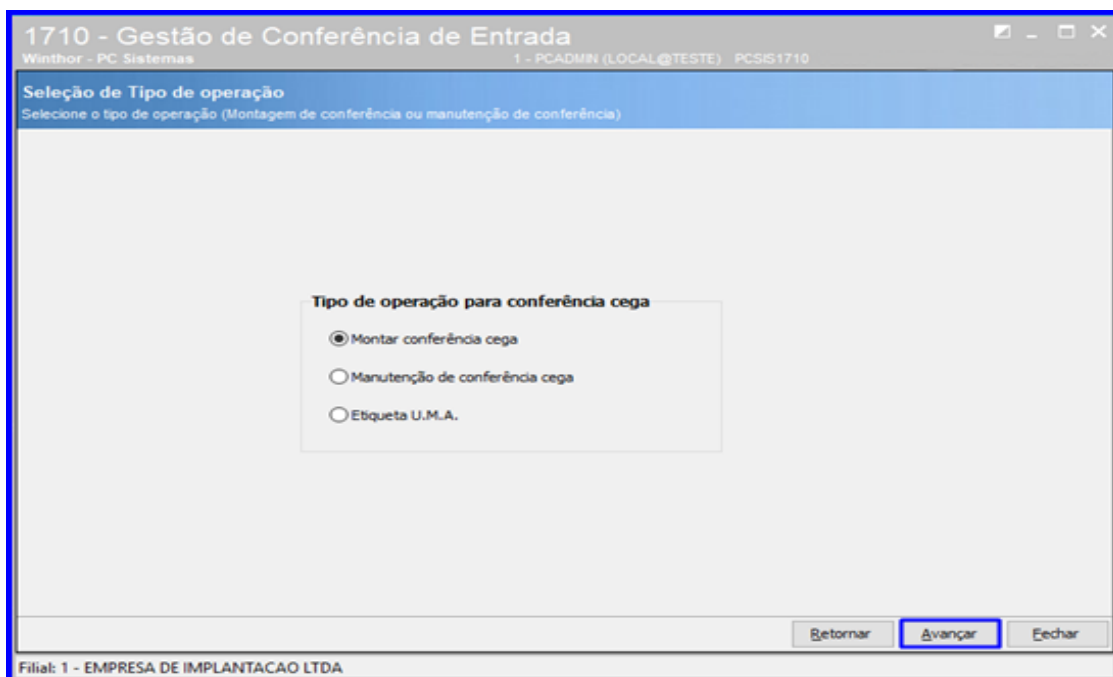 1710 - Gestão de Conferência de Entrada
Winthor - PC Sistemas 1 - PCADMIN (LOCAL@TESTE) PCSIS1710
Seleção de Tipo de operação
Selecione o tipo de operação (Montagem de conferência ou manutenção de conferência)
Tipo de operação para conferência cega
Montar conferência cega
Manutenção de conferência cega
Etiqueta U.M.A.
Retornar Avançar Fechar
Filial: 1 - EMPRESA DE IMPLANTACAO LTDA